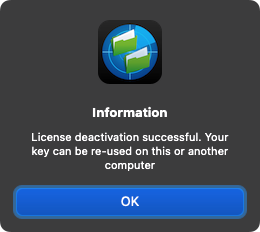 Information
License deactivation successful. Your
key can be re-used on this or another
computer
OK